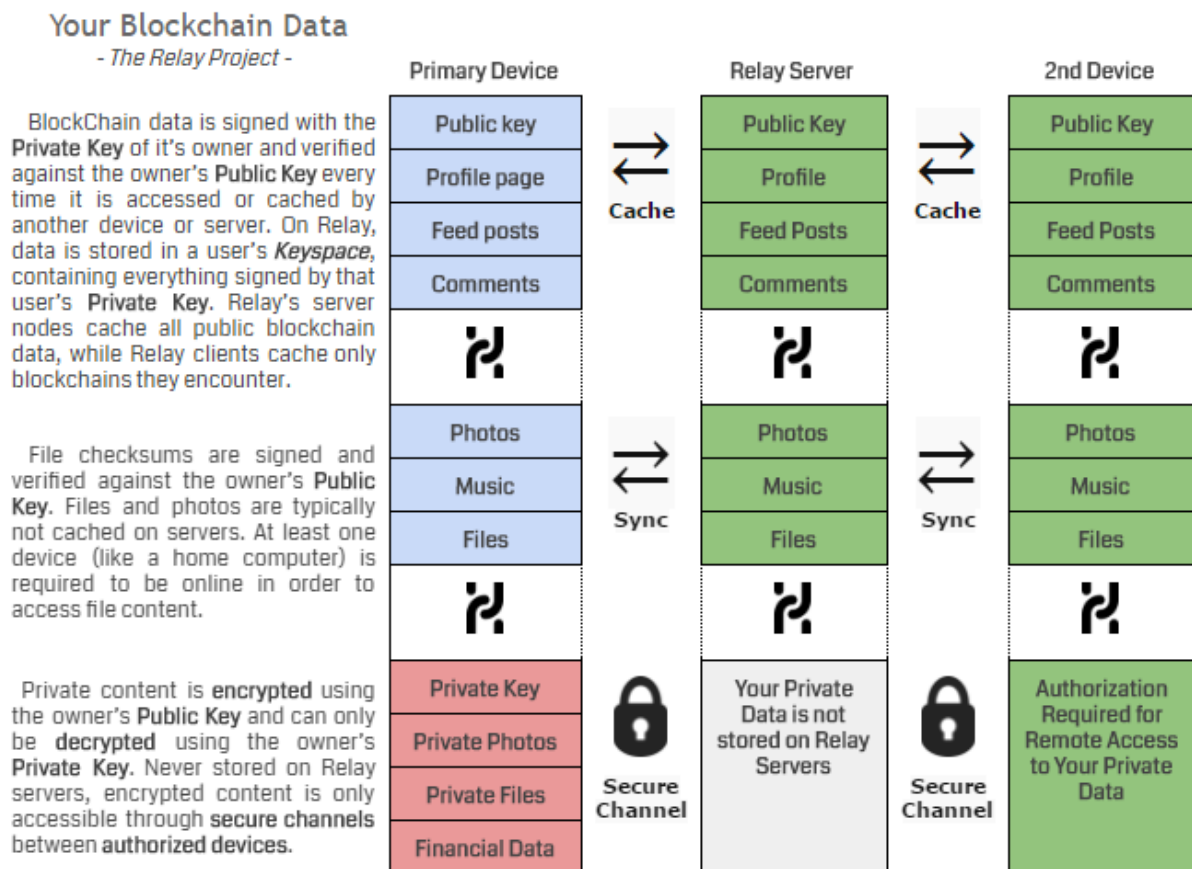 Your Blockchain Data
- The Relay Project -
BlockChain data is signed with the
Private Key of it's owner and verified
against the owner's Public Key every
time it is accessed or cached by
another device or server. On Relay,
data is stored in a user's Keyspace,
containing everything signed by that
user's Private Key. Relay's server
nodes cache all public blockchain
data, while Relay clients cache only
blockchains they encounter.
File checksums are signed and
verified against the owner's Public
Key. Files and photos are typically
not cached on servers. At least one
device (like a home computer) is
required to be online in order to
access file content.
Private content is encrypted using
the owner's Public Key and can only
be decrypted using the owner's
Private Key. Never stored on Relay
servers, encrypted content is only
accessible through secure channels
between authorized devices.
Primary Device
Public key
Profile page
Feed posts
Comments
Photos
Music
Files
Private Key
Private Photos
Private Files
Financial Data
Cache
Sync
Secure
Channel
Relay Server
Public Key
Profile
Feed Posts
Comments
Photos
Music
Files
Your Private
Data is not
stored on Relay
Servers
Cache
Sync
Secure
Channel
2nd Device
Public Key
Profile
Feed Posts
Comments
Photos
Music
Files
Authorization
Required for
Remote Access
to Your Private
Data